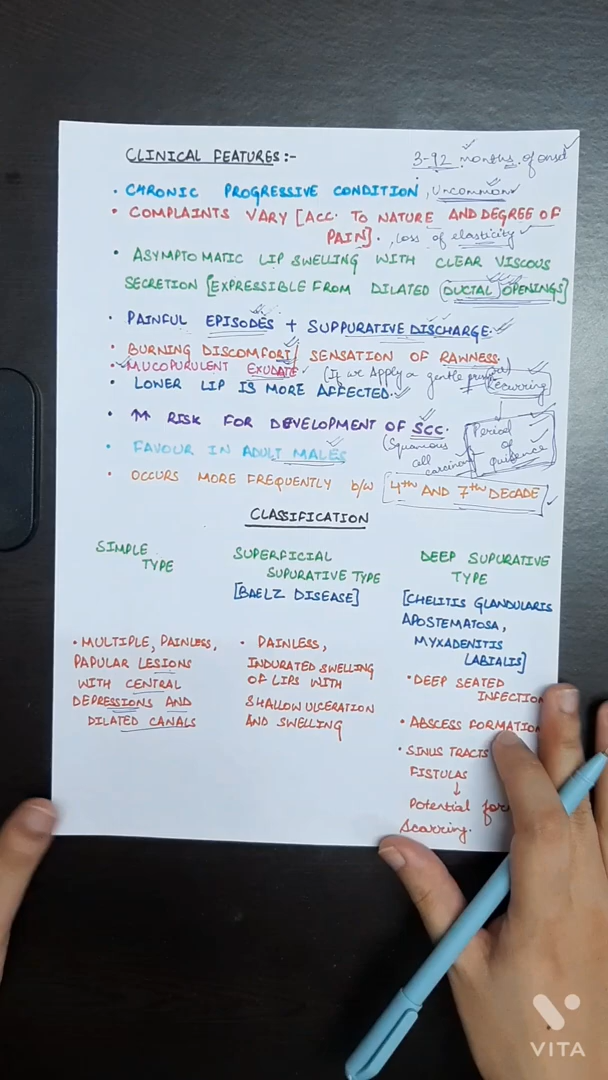 CLINICAL FEATURES :-
3-92 months of onset
• CHRONIC PROGRESSIVE CONDITION, Uncommon
• COMPLAINTS VARY [ACC. TO NATURE AND DEGREE OF
PAIN]. , loss of elasticity
• ASYMPTOMATIC LIP SWELLING WITH CLEAR VISCOUS
SECRETION [EXPRESSIBLE FROM DILATED (DUCTAL OPENINGS]
• PAINFUL EPISODES + SUPPURATIVE DISCHARGE.
• BURNING DISCOMFORT/ SENSATION OF RAWNESS.
• MUCOPURULENT EXUDATE (If we Apply a gentle
• LOWER LIP IS MORE AFFECTED.
Recurring
• ↑↑ RISK FOR DEVELOPMENT OF SCC.
(Squamous
cell
carcinoma
Period
of
• FAVOUR IN ADULT MALES
• OCCURS MORE FREQUENTLY b/w 4th AND 7th DECADE
CLASSIFICATION
SIMPLE
TYPE
• MULTIPLE, PAINLESS,
PAPULAR LESIONS
WITH CENTRAL
DEPRESSIONS AND
DILATED CANALS
SUPERFICIAL
SUPURATIVE TYPE
[BAELZ DISEASE]
• PAINLESS,
INDURATED SWELLING
OF LIPS WITH
SHALLOW ULCERATION
AND SWELLING
DEEP SUPURATIVE
TYPE
[CHELITIS GLANDULARIS
APOSTEMATOSA,
MYXADENITIS
LABIALIS]
• DEEP SEATED
INFECTION
• ABSCESS FORMATION
• SINUS TRACTS
FISTULAS
↓
Potential for
Scarring.
VITA